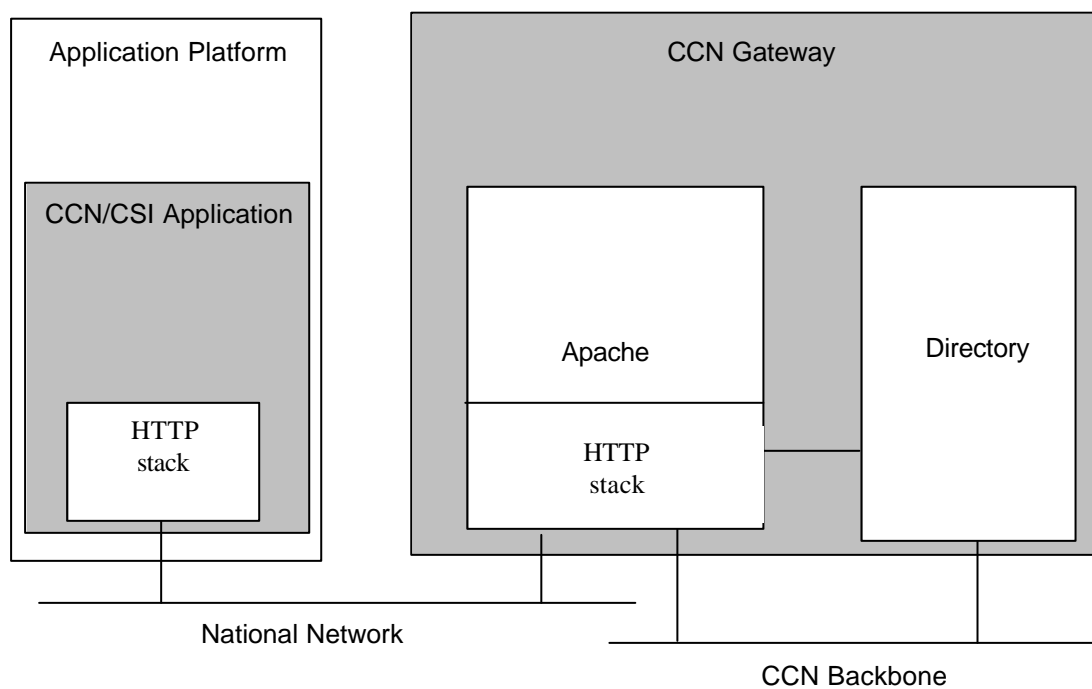 Application Platform
CCN Gateway
CCN/CSI Application
Apache
Directory
HTTP
stack
HTTP
stack
National Network
CCN Backbone